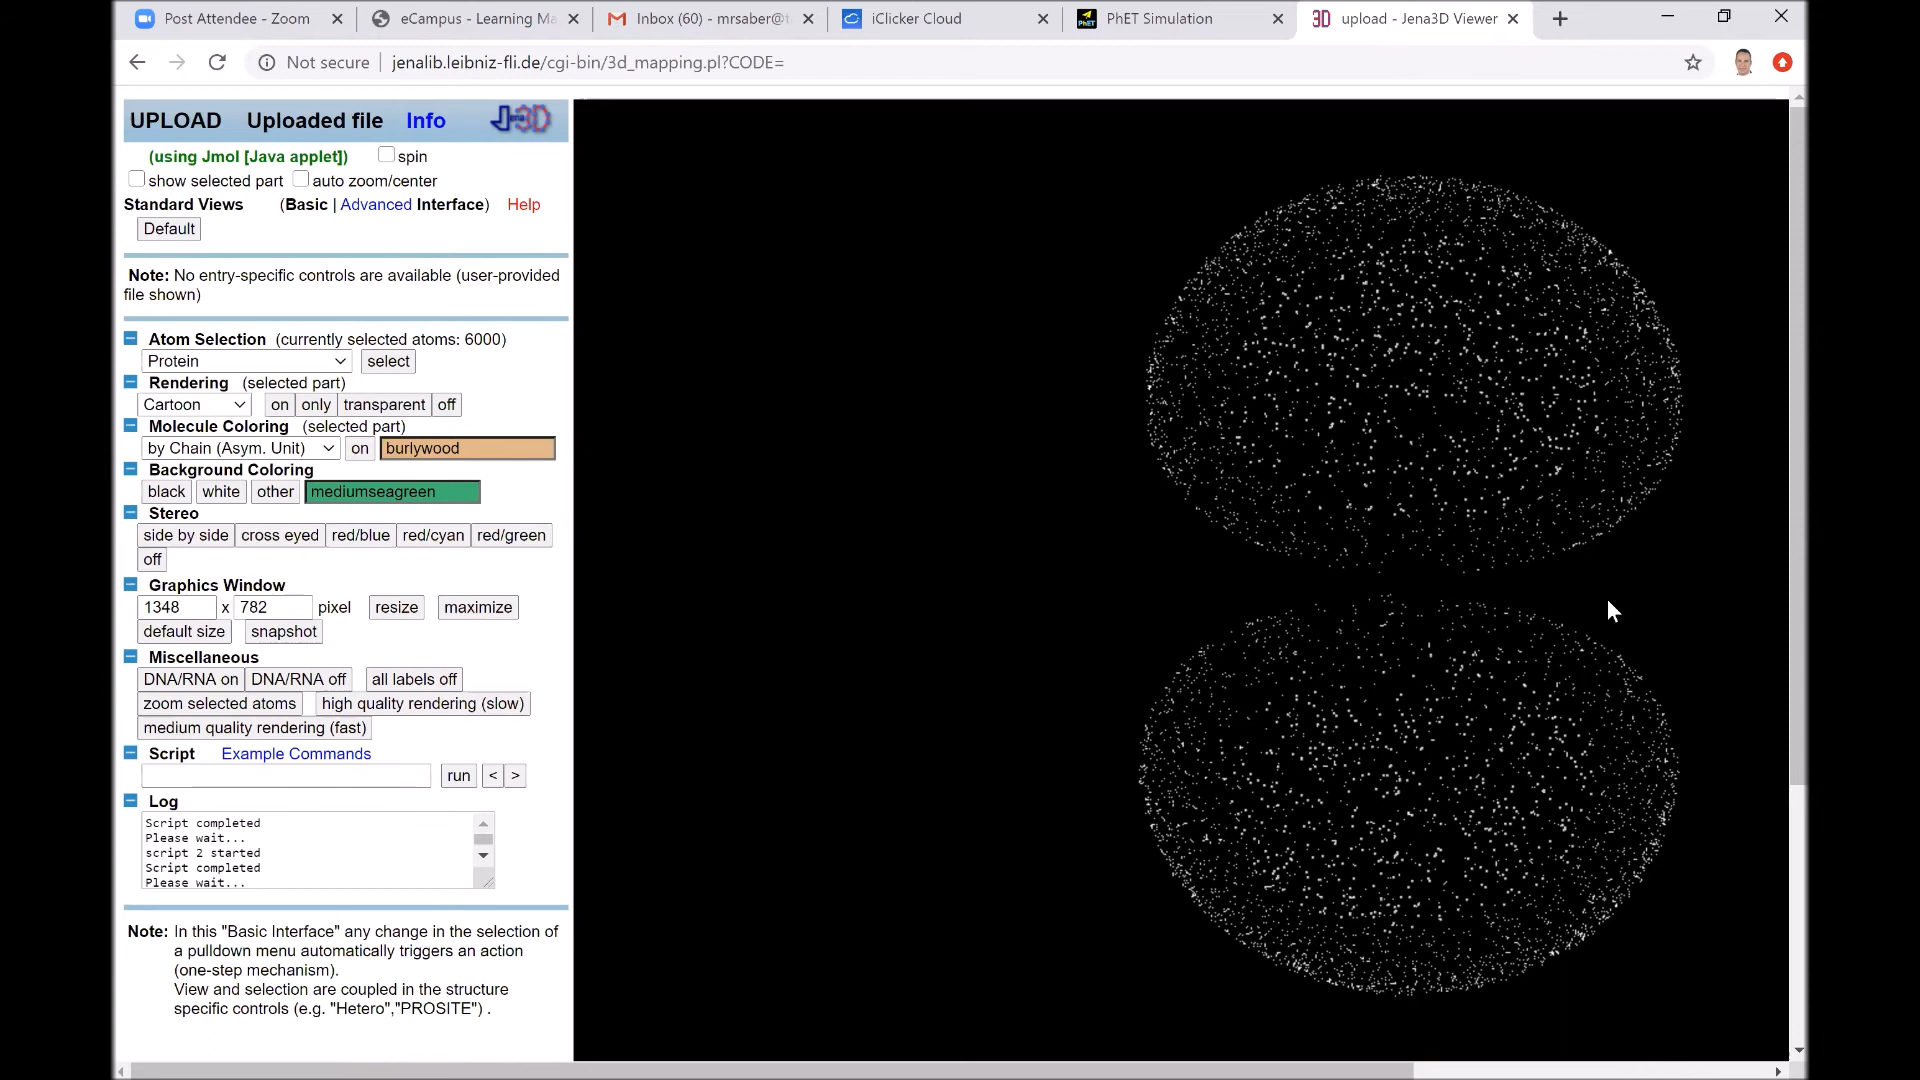 Post Attendee - Zoom
eCampus - Learning Ma
Inbox (60) - mrsaber@t
iClicker Cloud
PhET Simulation
3D upload - Jena3D Viewer
Not secure | jenalib.leibniz-fli.de/cgi-bin/3d_mapping.pl?CODE=
UPLOAD Uploaded file Info Jena3D
(using Jmol [Java applet]) spin
show selected part auto zoom/center
Standard Views (Basic | Advanced Interface) Help
Default
Note: No entry-specific controls are available (user-provided
file shown)
Atom Selection (currently selected atoms: 6000)
Protein select
Rendering (selected part)
Cartoon on only transparent off
Molecule Coloring (selected part)
by Chain (Asym. Unit) on burlywood
Background Coloring
black white other mediumseagreen
Stereo
side by side cross eyed red/blue red/cyan red/green
off
Graphics Window
1348 x 782 pixel resize maximize
default size snapshot
Miscellaneous
DNA/RNA on DNA/RNA off all labels off
zoom selected atoms high quality rendering (slow)
medium quality rendering (fast)
Script Example Commands
run < >
Log
Script completed
Please wait...
script 2 started
Script completed
Please wait...
Note: In this "Basic Interface" any change in the selection of
a pulldown menu automatically triggers an action
(one-step mechanism).
View and selection are coupled in the structure
specific controls (e.g. "Hetero","PROSITE") .